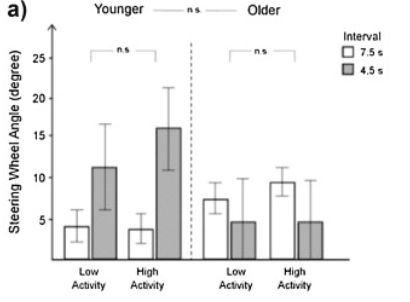 a)
Younger n.s. Older
Interval
7.5 s
4.5 s
n.s
n.s
Steering Wheel Angle (degree)
25
20
15
10
5
Low Activity
High Activity
Low Activity
High Activity